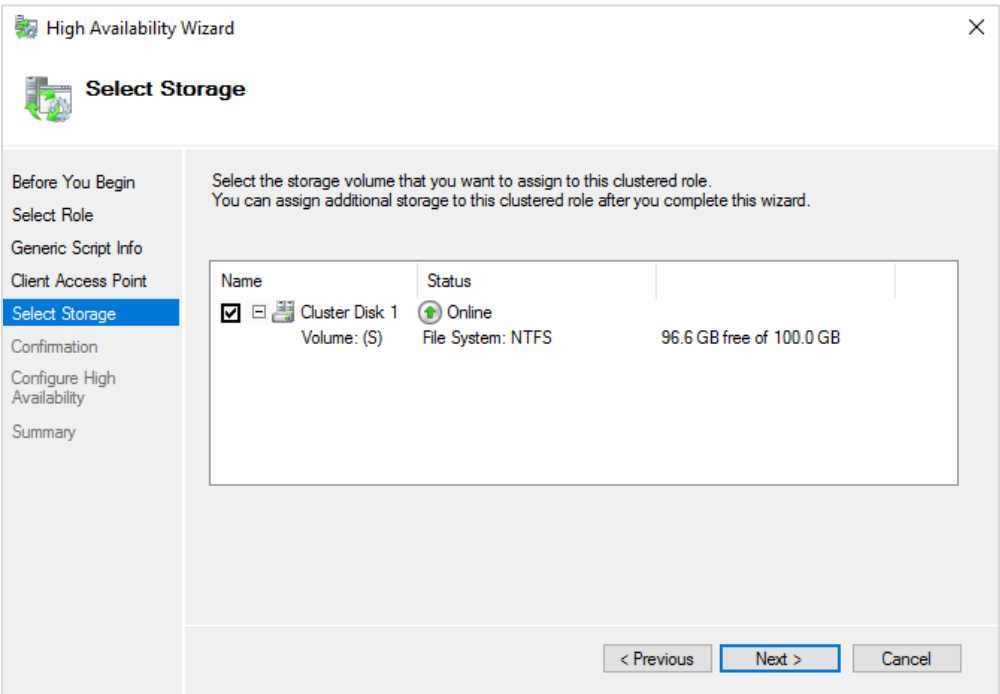 High Availability Wizard
Select Storage
Before You Begin
Select Role
Generic Script Info
Client Access Point
Select Storage
Confirmation
Configure High
Availability
Summary
Select the storage volume that you want to assign to this clustered role.
You can assign additional storage to this clustered role after you complete this wizard.
Name Status
Cluster Disk 1 Online
Volume: (S) File System: NTFS 96.6 GB free of 100.0 GB
< Previous Next > Cancel